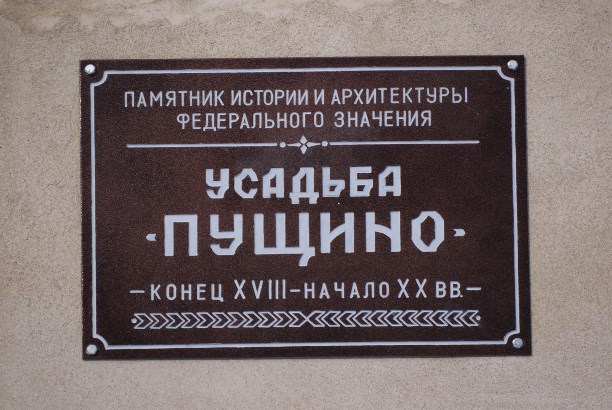 ПАМЯТНИК ИСТОРИИ И АРХИТЕКТУРЫ
ФЕДЕРАЛЬНОГО ЗНАЧЕНИЯ
УСАДЬБА
ПУЩИНО
— КОНЕЦ XVIII – НАЧАЛО XX ВВ. —